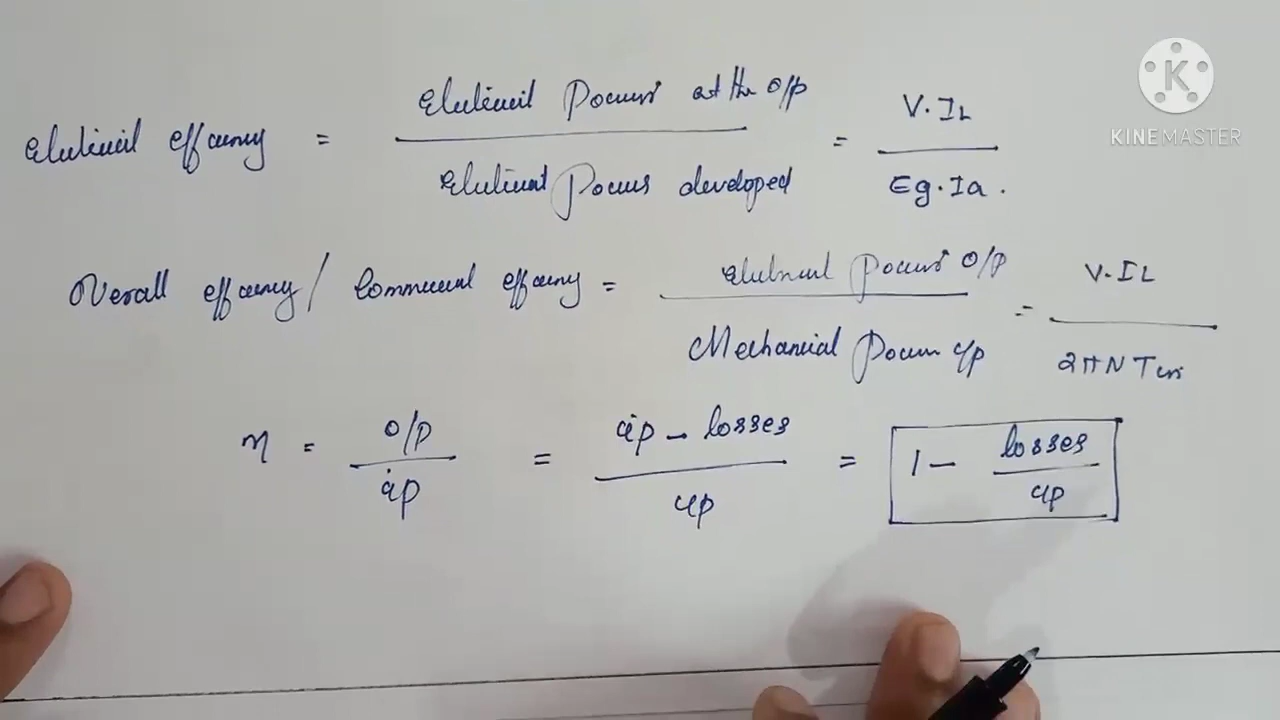 Electrical efficiency = Electrical Power at the o/p / Electrical Power developed = V.IL / Eg.Ia.
Overall efficiency / Commercial efficiency = Electrical Power O/P / Mechanical Power i/p = V.IL / 2πNT
η = o/p / i/p = i/p - losses / i/p = 1 - losses / i/p
KINEMASTER